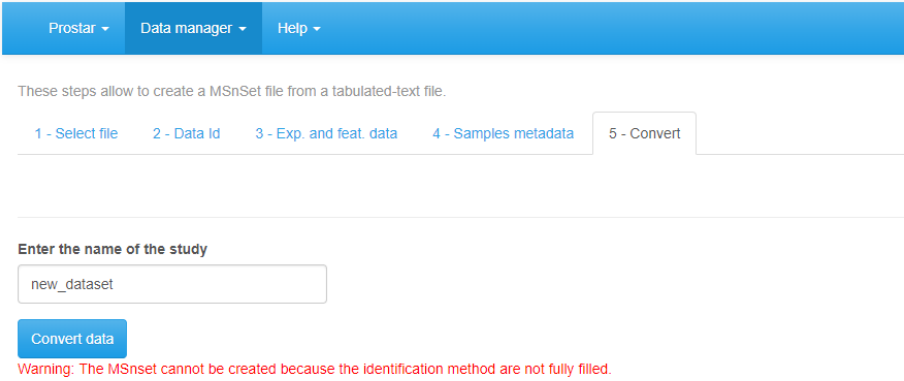 Prostar Data manager Help
These steps allow to create a MSnSet file from a tabulated-text file.
1 - Select file 2 - Data Id 3 - Exp. and feat. data 4 - Samples metadata 5 - Convert
Enter the name of the study
new_dataset
Convert data
Warning: The MSnset cannot be created because the identification method are not fully filled.